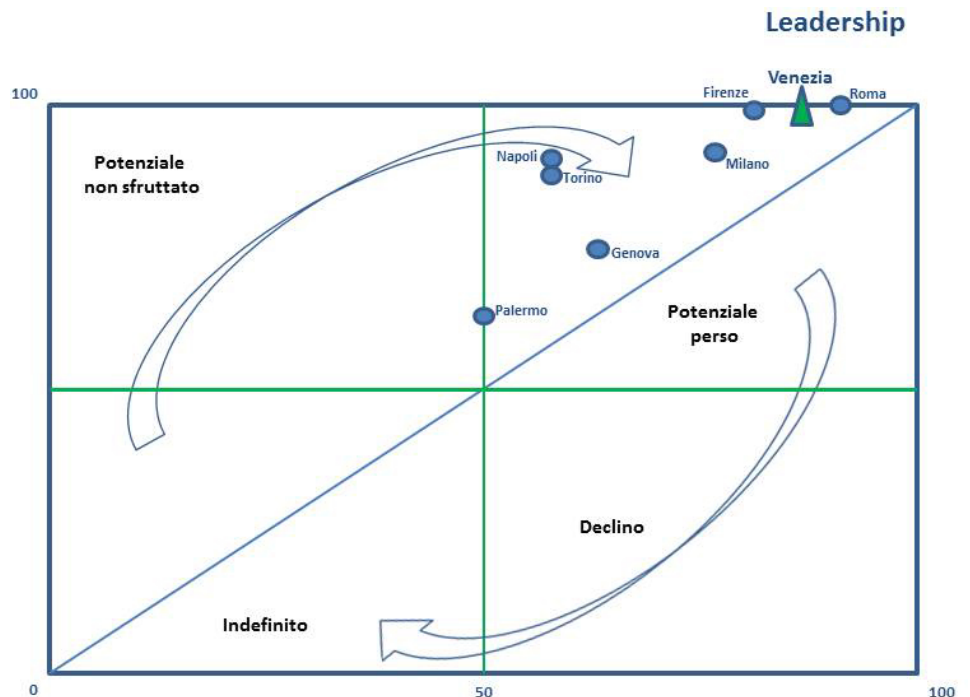 Leadership
Venezia
100
Firenze
Roma
Potenziale
non sfruttato
Napoli
Milano
Torino
Genova
Palermo
Potenziale
perso
Declino
Indefinito
0
50
100